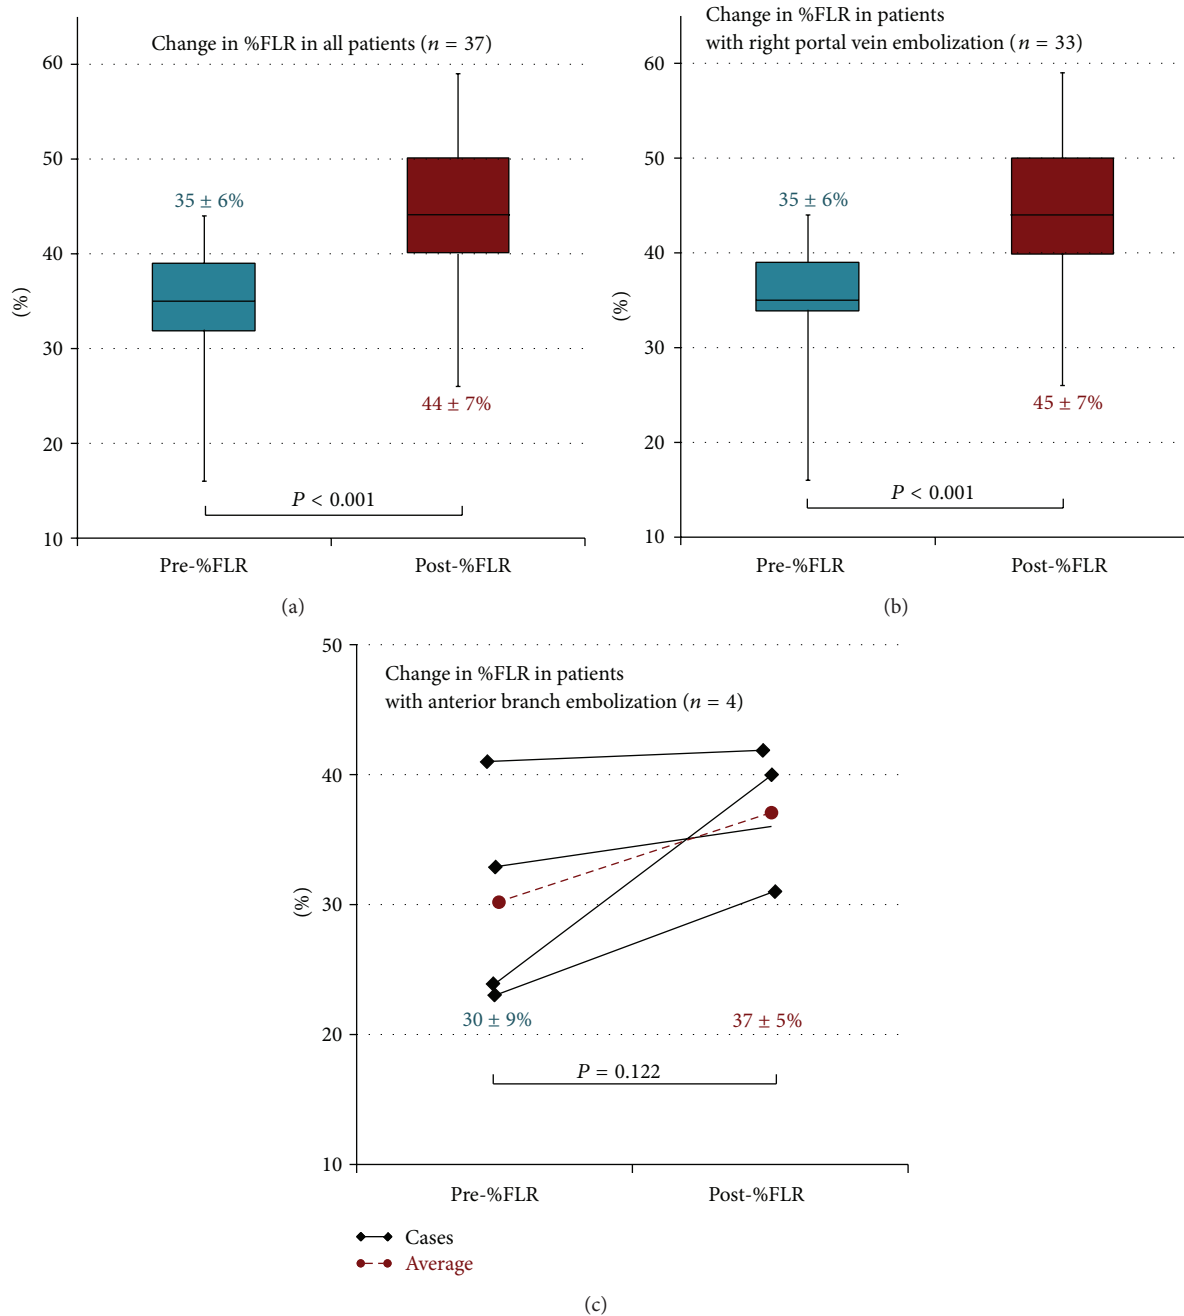 Change in %FLR in all patients (n = 37)
60
50
40
30
20
10
(%)
35 ± 6%
44 ± 7%
P < 0.001
Pre-%FLR
Post-%FLR
(a)
Change in %FLR in patients
with right portal vein embolization (n = 33)
60
50
40
30
20
10
(%)
35 ± 6%
45 ± 7%
P < 0.001
Pre-%FLR
Post-%FLR
(b)
Change in %FLR in patients
with anterior branch embolization (n = 4)
50
40
30
20
10
(%)
30 ± 9%
37 ± 5%
P = 0.122
Pre-%FLR
Post-%FLR
Cases
Average
(c)